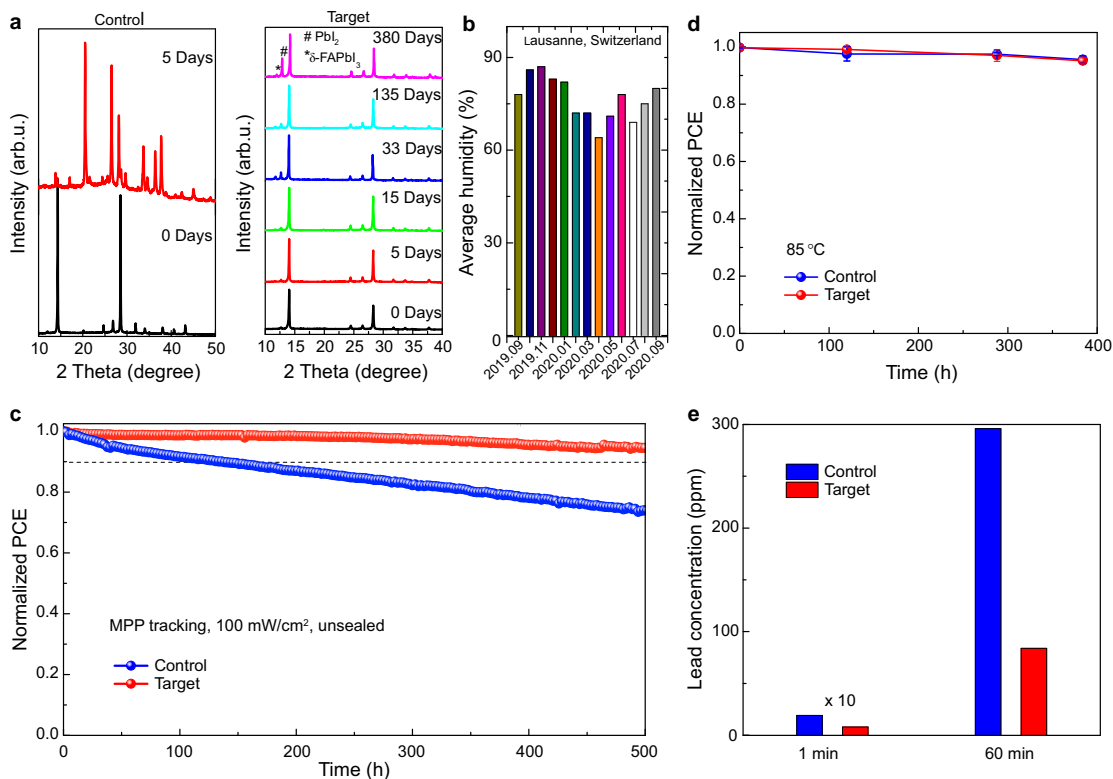 a
Control
5 Days
0 Days
Intensity (arb.u.)
10 20 30 40 50
2 Theta (degree)
Target
# PbI2
*δ-FAPbI3
#
*
380 Days
135 Days
33 Days
15 Days
5 Days
0 Days
Intensity (arb.u.)
10 15 20 25 30 35 40
2 Theta (degree)
b
Lausanne, Switzerland
Average humidity (%)
90
60
30
0
2019.09 2019.11 2020.01 2020.03 2020.05 2020.07 2020.09
d
Normalized PCE
1.0
0.8
0.6
0.4
0.2
0.0
85 °C
Control
Target
0 100 200 300 400
Time (h)
c
Normalized PCE
1.0
0.8
0.6
0.4
0.2
0.0
MPP tracking, 100 mW/cm2, unsealed
Control
Target
0 100 200 300 400 500
Time (h)
e
Lead concentration (ppm)
300
200
100
0
Control
Target
x 10
1 min 60 min